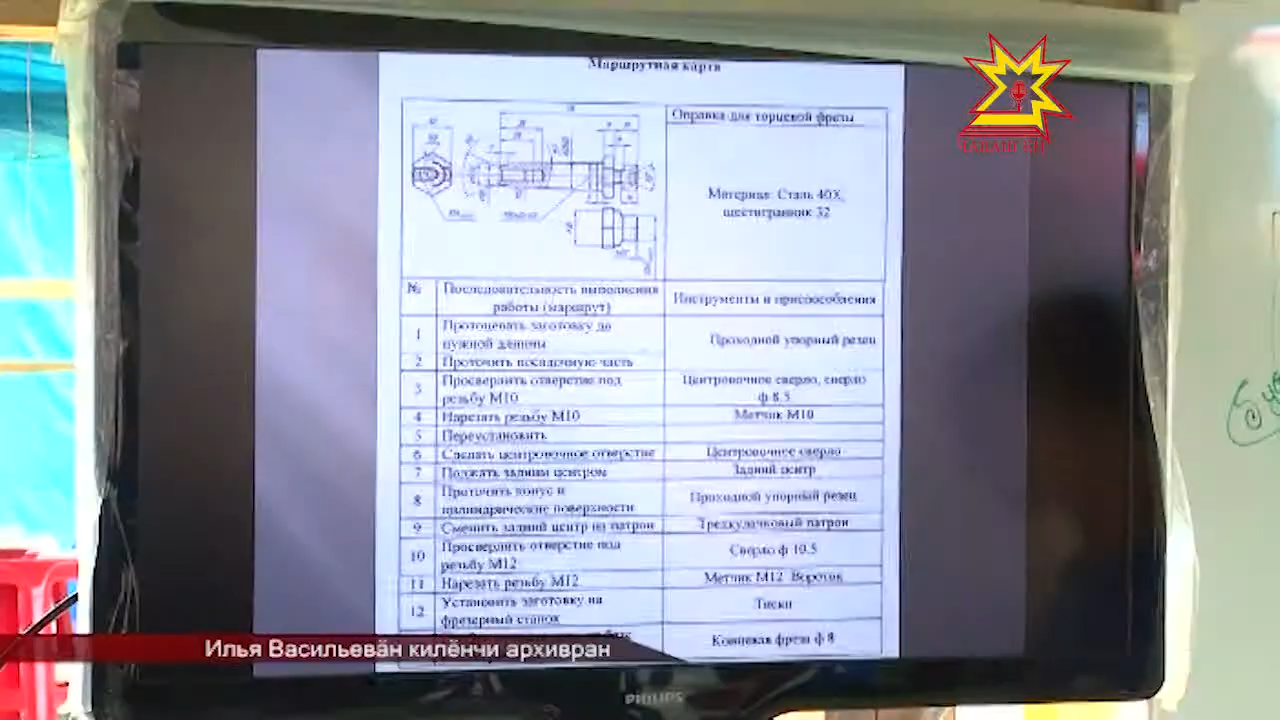 Маршрутная карта
Оправка для торцевой фрезы
Материал: Сталь 40Х,
шестигранник 32
№ Последовательность выполнения работы (маршрут) Инструменты и приспособления
1 Проторцевать заготовку до нужной длины Проходной упорный резец
2 Проточить посадочную часть
3 Просверлить отверстие под резьбу М10 Центровочное сверло, сверло ф 8.5
4 Нарезать резьбу М10 Метчик М10
5 Переустановить
6 Сделать центровочное отверстие Центровочное сверло
7 Поджать задним центром Задний центр
8 Проточить конус и цилиндрические поверхности Проходной упорный резец
9 Сменить задний центр на патрон Трехкулачковый патрон
10 Просверлить отверстие под резьбу М12 Сверло ф 10.5
11 Нарезать резьбу М12 Метчик М12 Вороток
12 Установить заготовку на фрезерный станок Тиски
Концевая фреза ф 8
Илья Васильевӑн килӗнчи архивран
PHILIPS